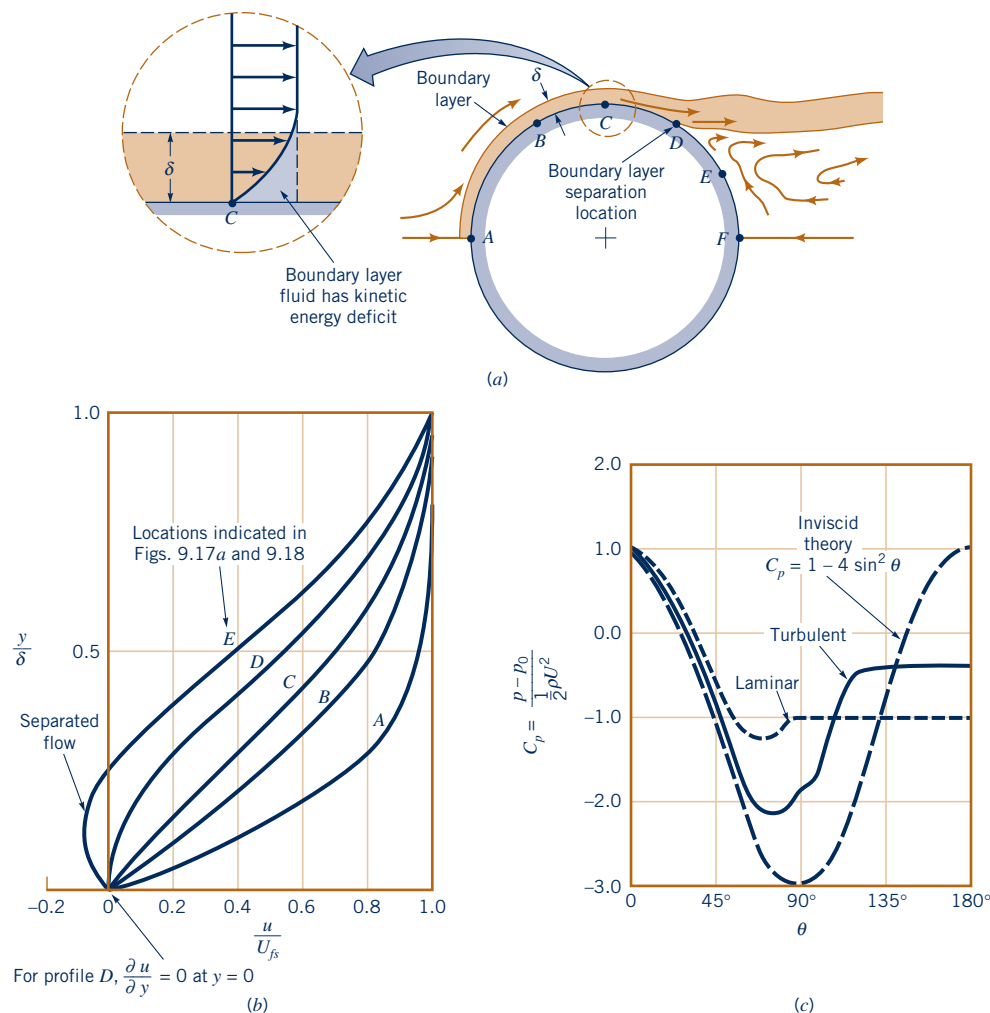 Boundary
layer
δ
C
B
D
E
A
F
Boundary layer
separation
location
δ
C
Boundary layer
fluid has kinetic
energy deficit
(a)
1.0
0.5
y/δ
Locations indicated in
Figs. 9.17a and 9.18
E
D
C
B
A
Separated
flow
−0.2
0
0.2
0.4
0.6
0.8
1.0
u/U_fs
For profile D, ∂u/∂y = 0 at y = 0
(b)
2.0
1.0
0.0
−1.0
−2.0
−3.0
C_p = (p − p_0)/(1/2 ρU²)
Inviscid
theory
C_p = 1 – 4 sin² θ
Turbulent
Laminar
0
45°
90°
135°
180°
θ
(c)